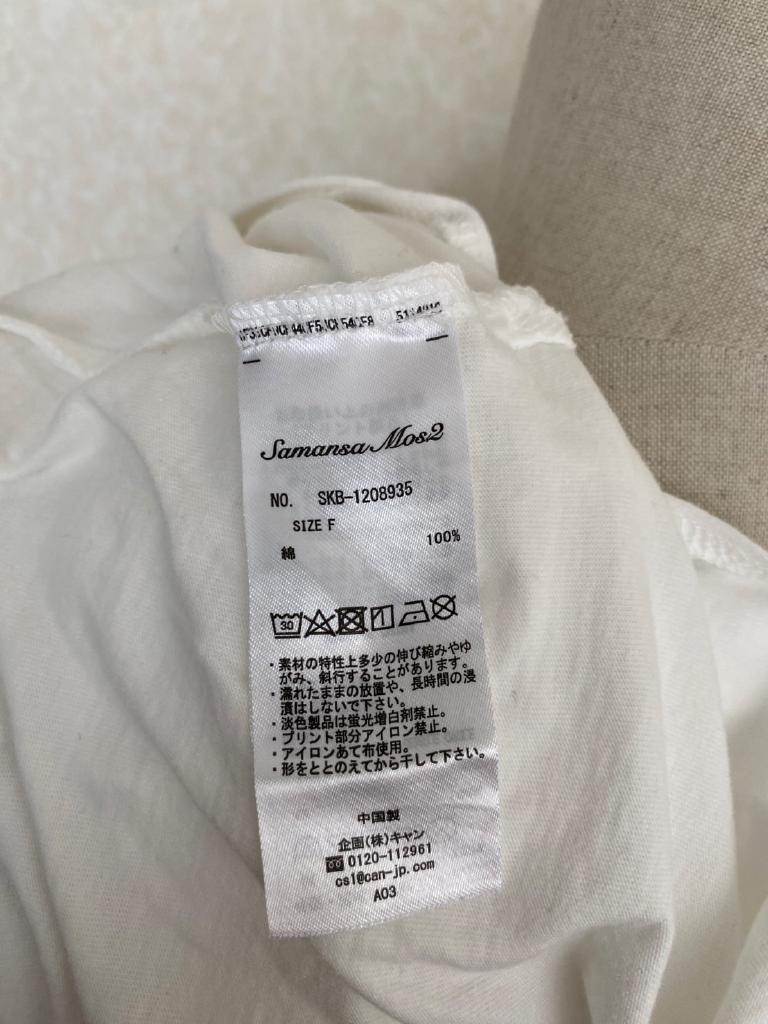 Samansa Mos2
NO. SKB-1208935
SIZE F
綿 100%
30
・素材の特性上多少の伸び縮みやゆ
がみ、斜行することがあります。
・濡れたままの放置や、長時間の浸
漬はしないで下さい。
・淡色製品は蛍光増白剤禁止。
・プリント部分アイロン禁止。
・アイロンあて布使用。
・形をととのえてから干して下さい。
中国製
企画(株)キャン
0120-112961
cs1@can-jp.com
A03